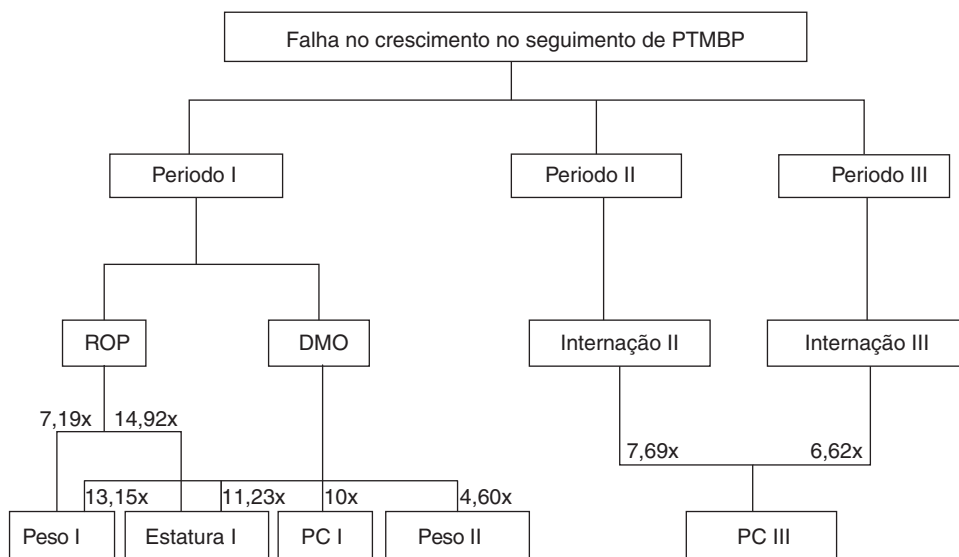 Falha no crescimento no seguimento de PTMBP
Periodo I
Periodo II
Periodo III
ROP
DMO
Internação II
Internação III
7,19x
14,92x
7,69x
6,62x
13,15x
11,23x
10x
4,60x
Peso I
Estatura I
PC I
Peso II
PC III